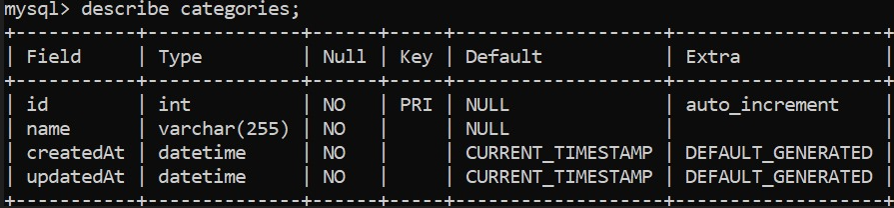 mysql> describe categories;
+-----------+--------------+------+-----+-------------------+-------------------+
| Field     | Type         | Null | Key | Default           | Extra             |
+-----------+--------------+------+-----+-------------------+-------------------+
| id        | int          | NO   | PRI | NULL              | auto_increment    |
| name      | varchar(255) | NO   |     | NULL              |                   |
| createdAt | datetime     | NO   |     | CURRENT_TIMESTAMP | DEFAULT_GENERATED |
| updatedAt | datetime     | NO   |     | CURRENT_TIMESTAMP | DEFAULT_GENERATED |
+-----------+--------------+------+-----+-------------------+-------------------+